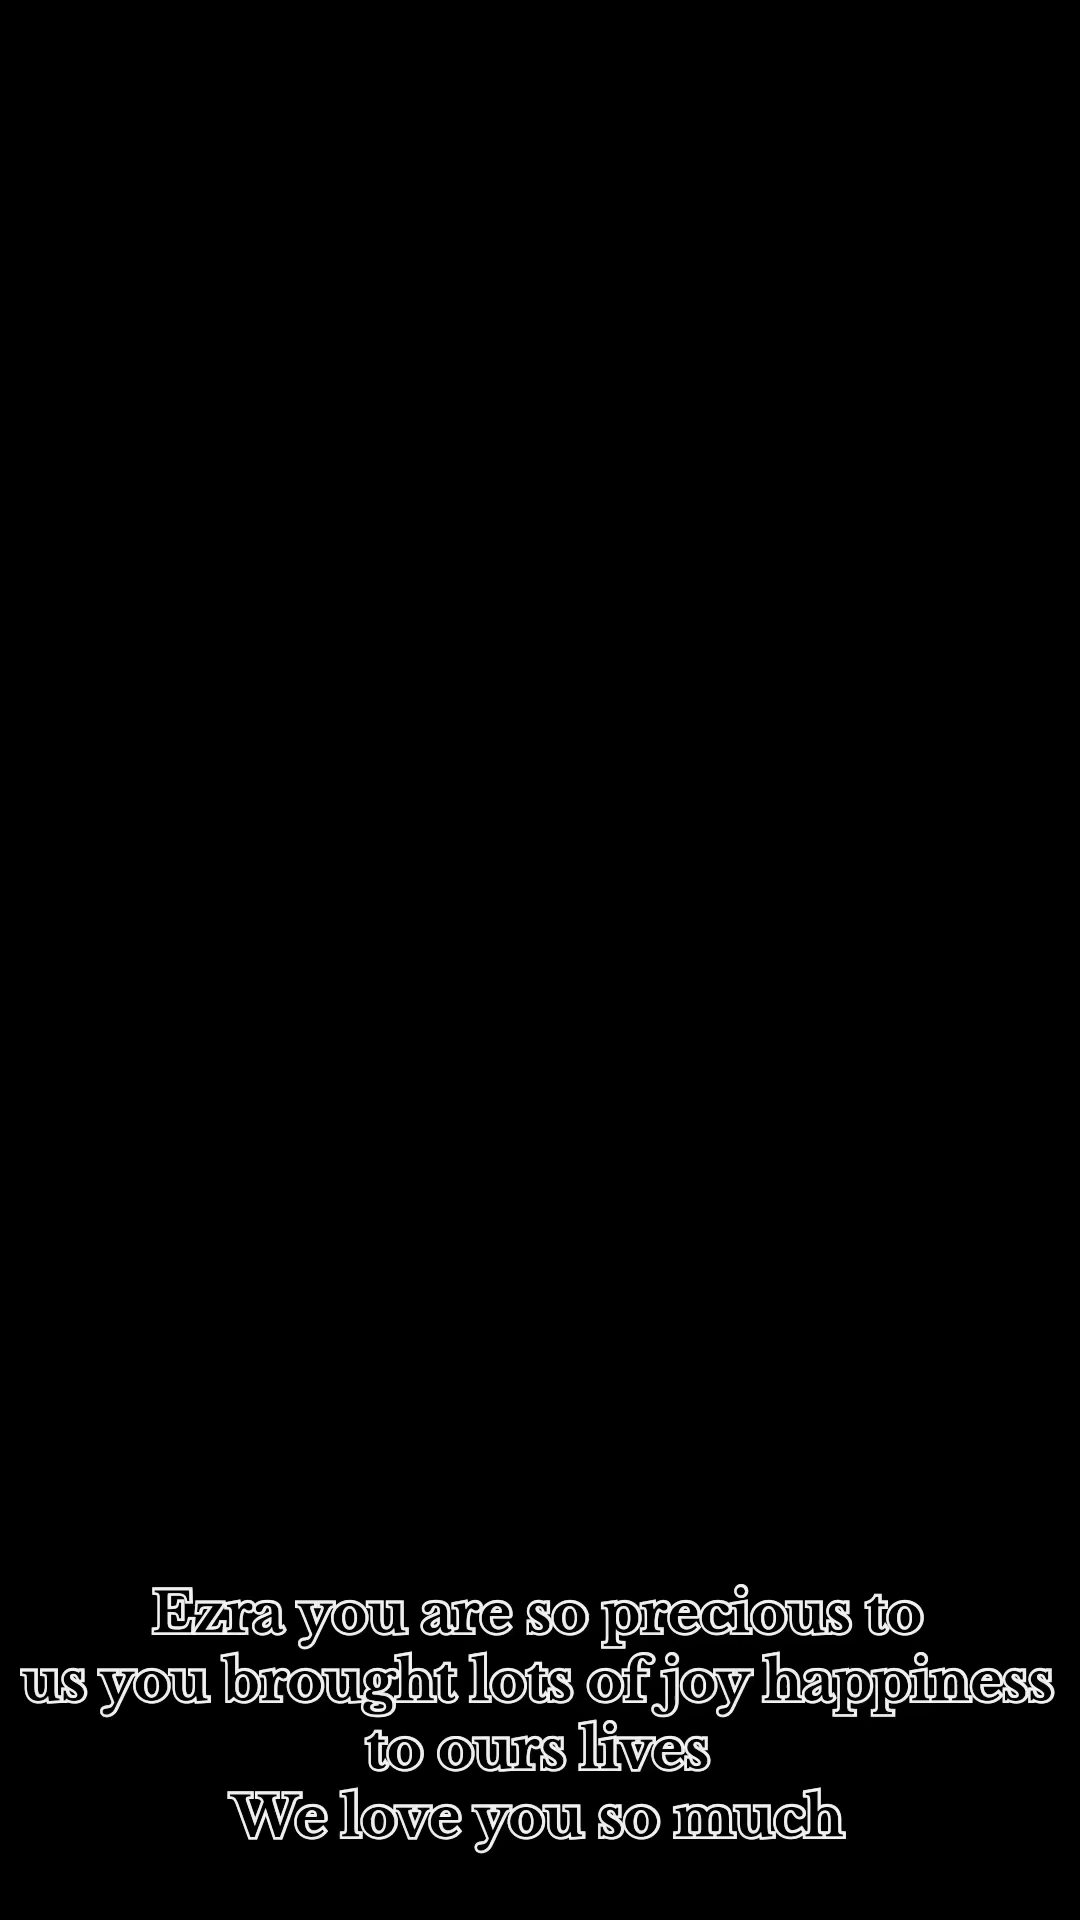 Ezra you are so precious to
us you brought lots of joy happiness
to ours lives
We love you so much